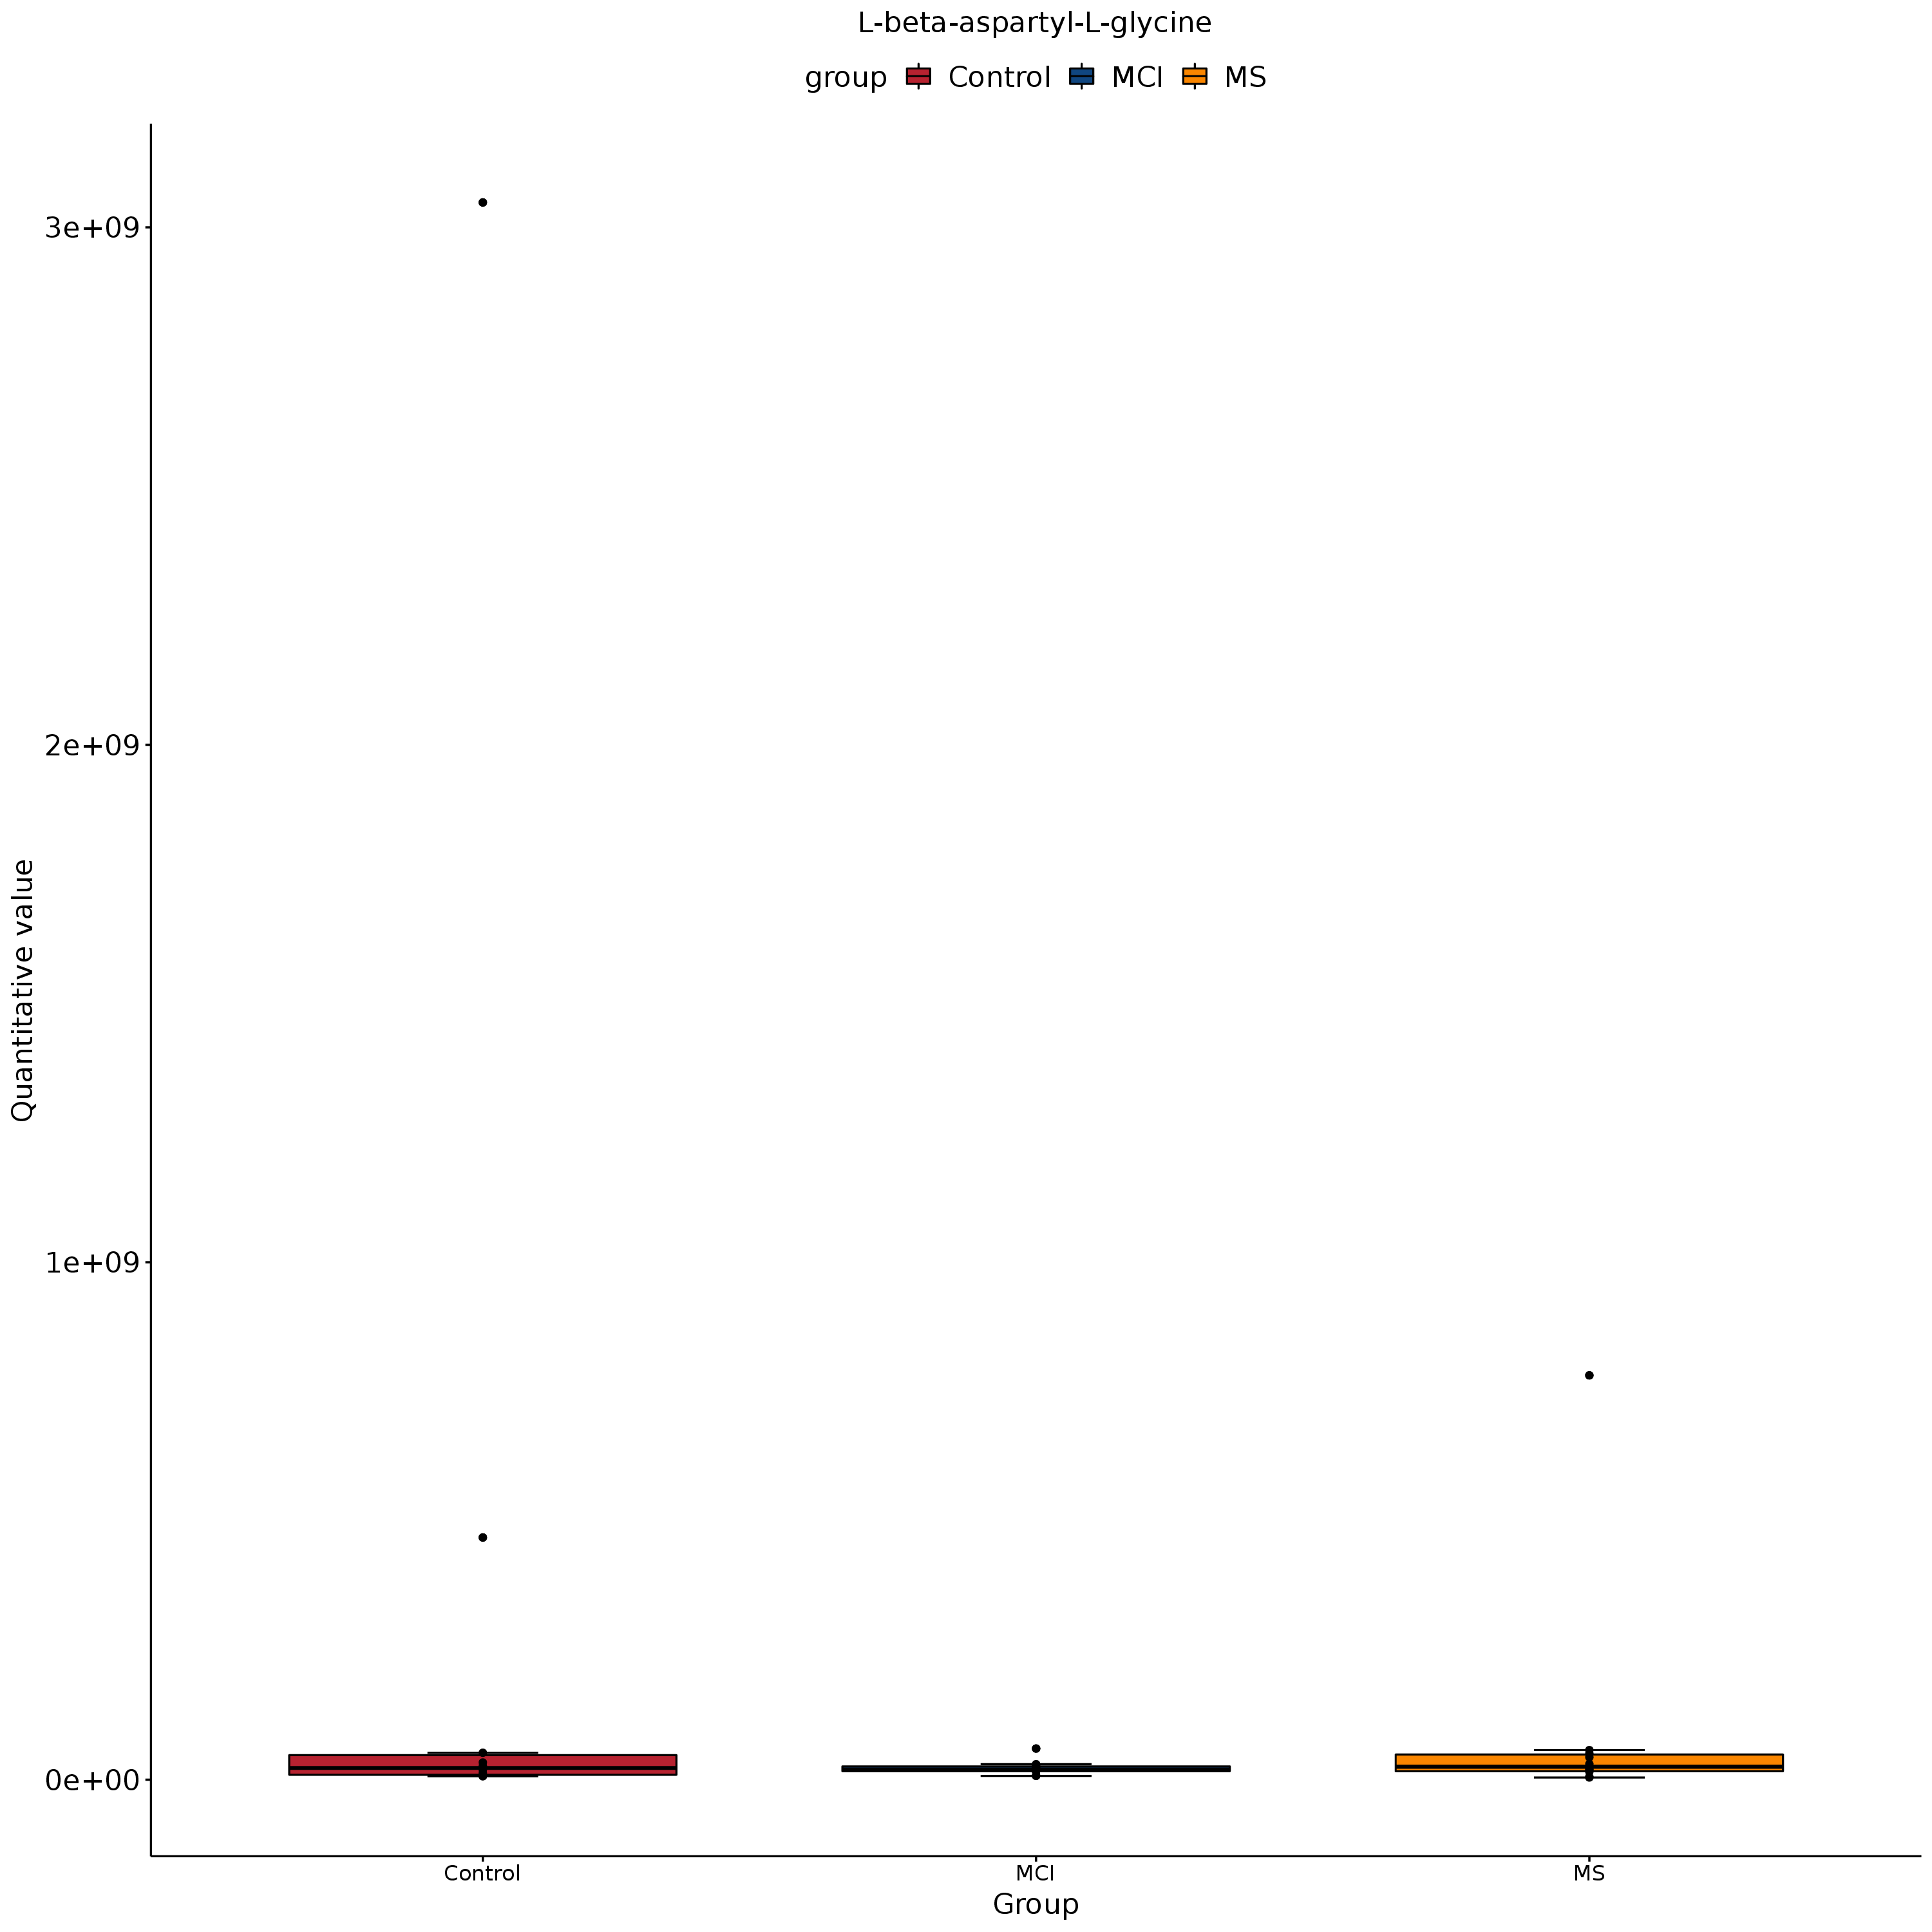 L-beta-aspartyl-L-glycine
group Control MCI MS
3e+09
2e+09
1e+09
0e+00
Quantitative value
Control MCI MS
Group